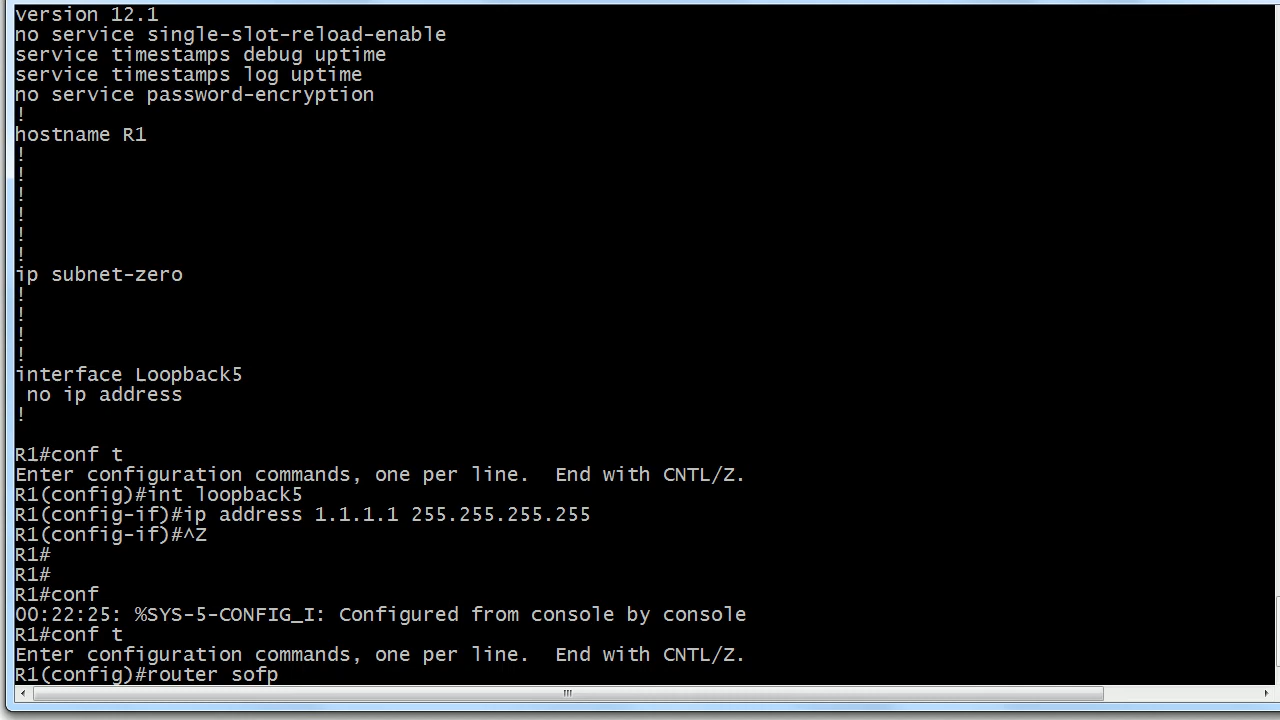 version 12.1
no service single-slot-reload-enable
service timestamps debug uptime
service timestamps log uptime
no service password-encryption
!
hostname R1
!
!
!
!
!
!
ip subnet-zero
!
!
!
!
interface Loopback5
 no ip address
!

R1#conf t
Enter configuration commands, one per line.  End with CNTL/Z.
R1(config)#int loopback5
R1(config-if)#ip address 1.1.1.1 255.255.255.255
R1(config-if)#^Z
R1#
R1#
R1#conf
00:22:25: %SYS-5-CONFIG_I: Configured from console by console
R1#conf t
Enter configuration commands, one per line.  End with CNTL/Z.
R1(config)#router sofp